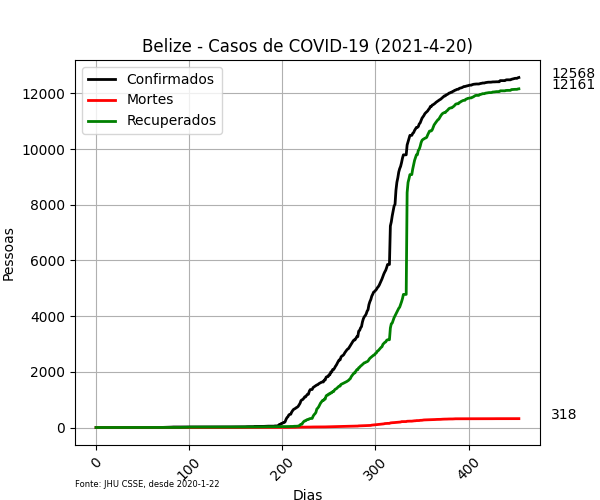 Belize - Casos de COVID-19 (2021-4-20)
Confirmados
Mortes
Recuperados
12568
12161
318
Pessoas
12000
10000
8000
6000
4000
2000
0
0
100
200
300
400
Fonte: JHU CSSE, desde 2020-1-22
Dias